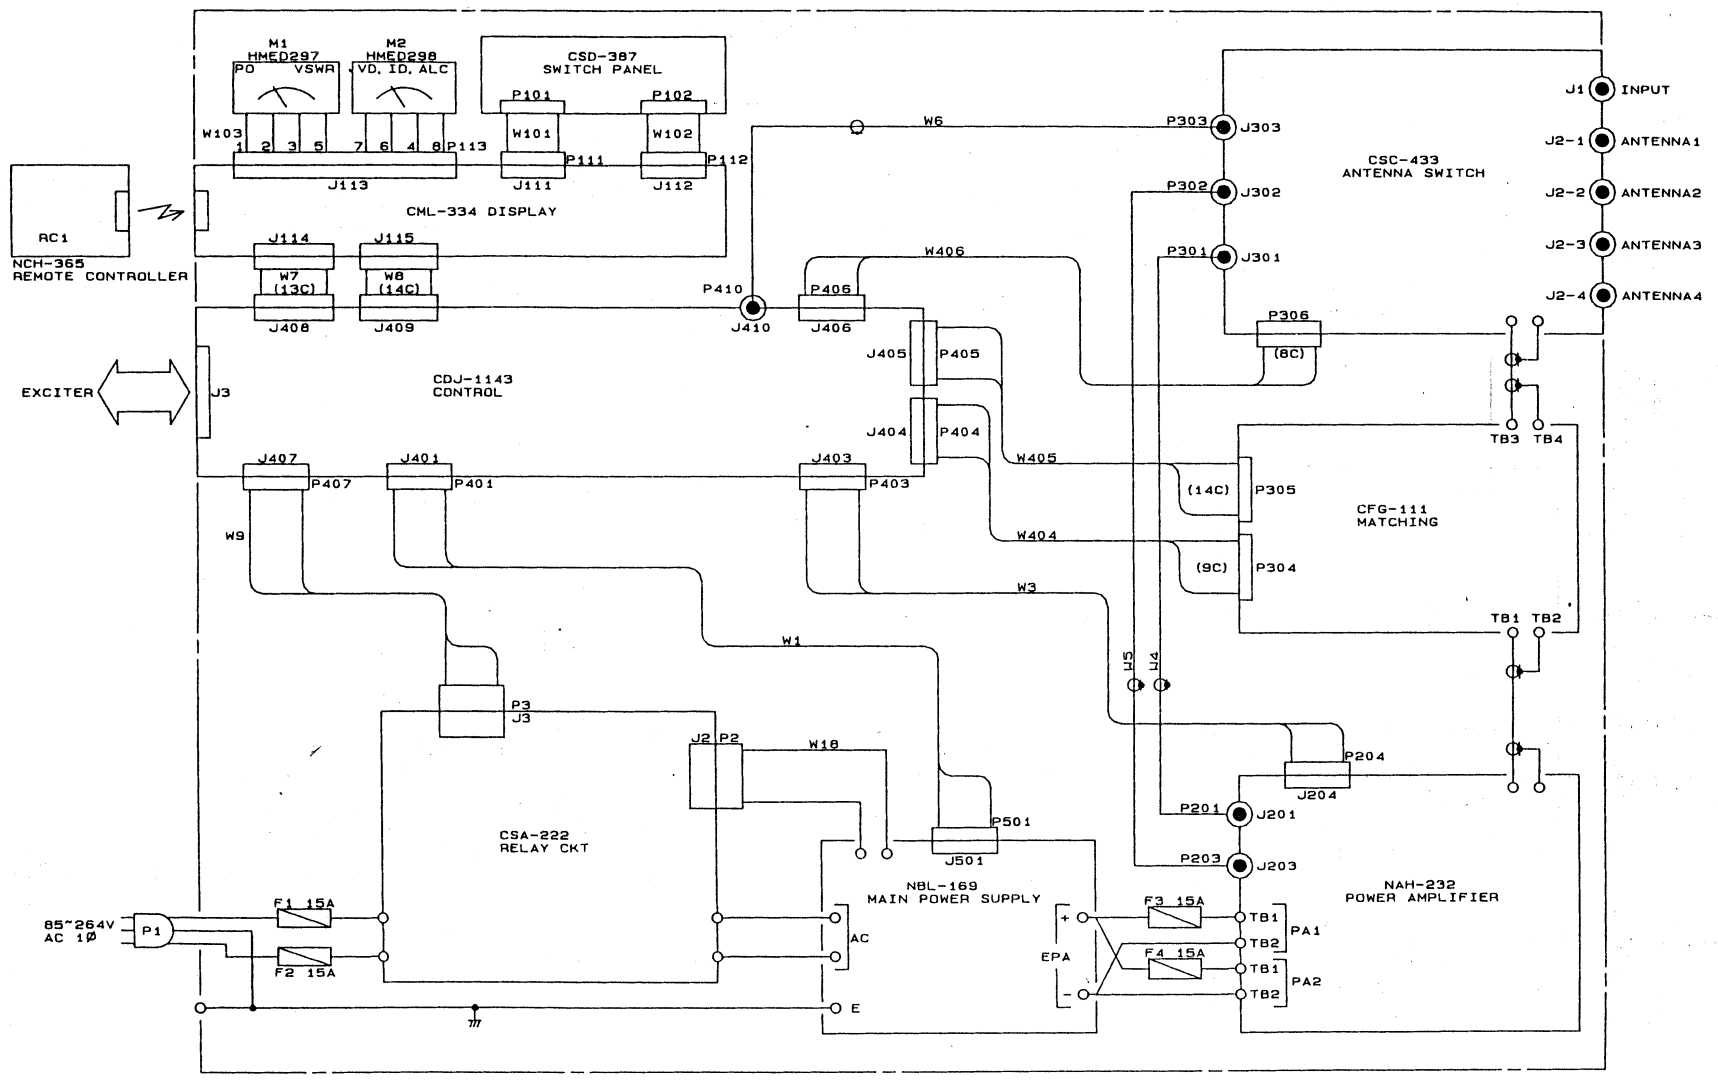 M1
HMED297
PO VSWR
M2
HMED298
VD, ID, ALC
CSD-387
SWITCH PANEL
P101
P102
W103
1 2 3 5
7 6 4 8
P113
J113
W101
P111
J111
W102
P112
J112
RC1
NCH-365
REMOTE CONTROLLER
CML-334 DISPLAY
J114
J115
W7
(13C)
W8
(14C)
J408
J409
P410
J410
P406
J406
W406
W6
P303
J303
P302
J302
P301
J301
CSC-433
ANTENNA SWITCH
J1
INPUT
J2-1
ANTENNA1
J2-2
ANTENNA2
J2-3
ANTENNA3
J2-4
ANTENNA4
P306
(8C)
EXCITER
J3
CDJ-1143
CONTROL
J405
P405
J404
P404
J407
P407
J401
P401
J403
P403
W405
W404
(14C)
P305
(9C)
P304
TB3
TB4
CFG-111
MATCHING
TB1
TB2
W9
W1
W3
W5
W4
P3
J3
J2
P2
W18
CSA-222
RELAY CKT
P501
J501
NBL-169
MAIN POWER SUPPLY
P204
J204
P201
J201
P203
J203
NAH-232
POWER AMPLIFIER
85~264V
AC 1Ø
P1
F1 15A
F2 15A
AC
E
+
EPA
-
F3 15A
F4 15A
TB1
TB2
PA1
TB1
TB2
PA2